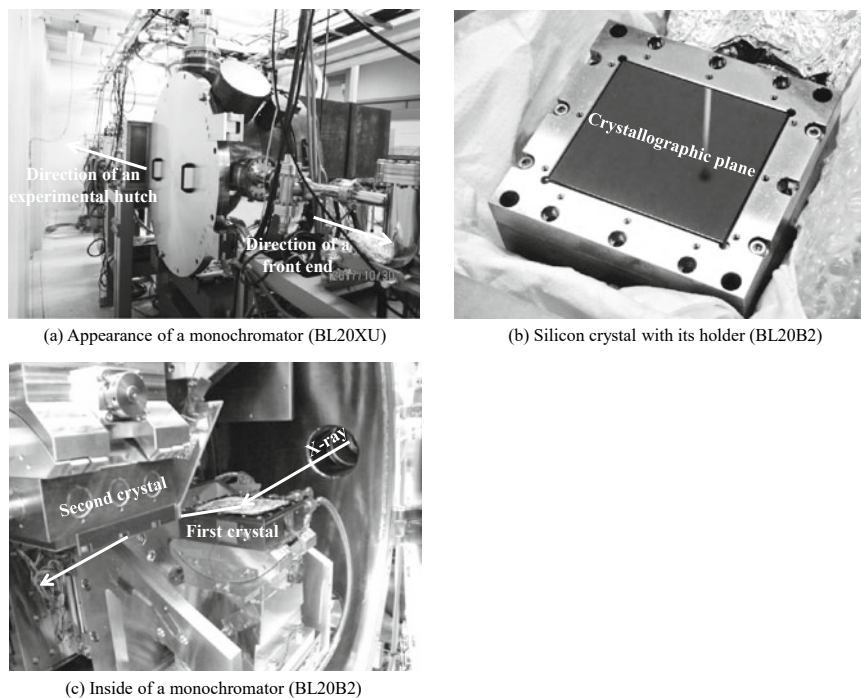 Direction of an
experimental hutch
Direction of a
front end
(a) Appearance of a monochromator (BL20XU)
Crystallographic plane
(b) Silicon crystal with its holder (BL20B2)
X-ray
Second crystal
First crystal
(c) Inside of a monochromator (BL20B2)